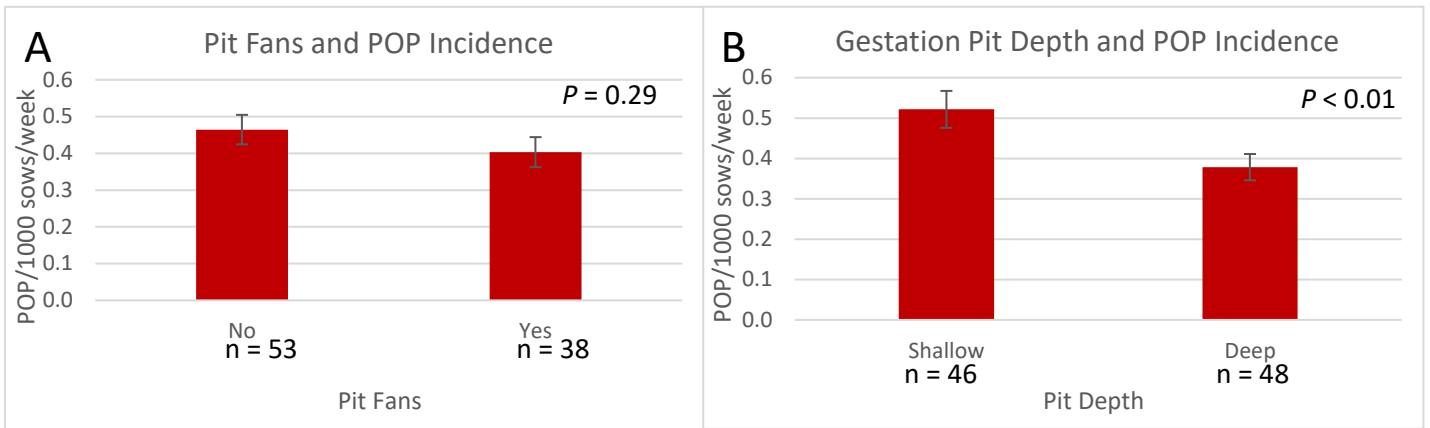 A
Pit Fans and POP Incidence
POP/1000 sows/week
0.6
0.5
0.4
0.3
0.2
0.1
0.0
P = 0.29
No
Yes
n = 53
n = 38
Pit Fans
B
Gestation Pit Depth and POP Incidence
POP/1000 sows/week
0.6
0.5
0.4
0.3
0.2
0.1
0.0
P < 0.01
Shallow
Deep
n = 46
n = 48
Pit Depth